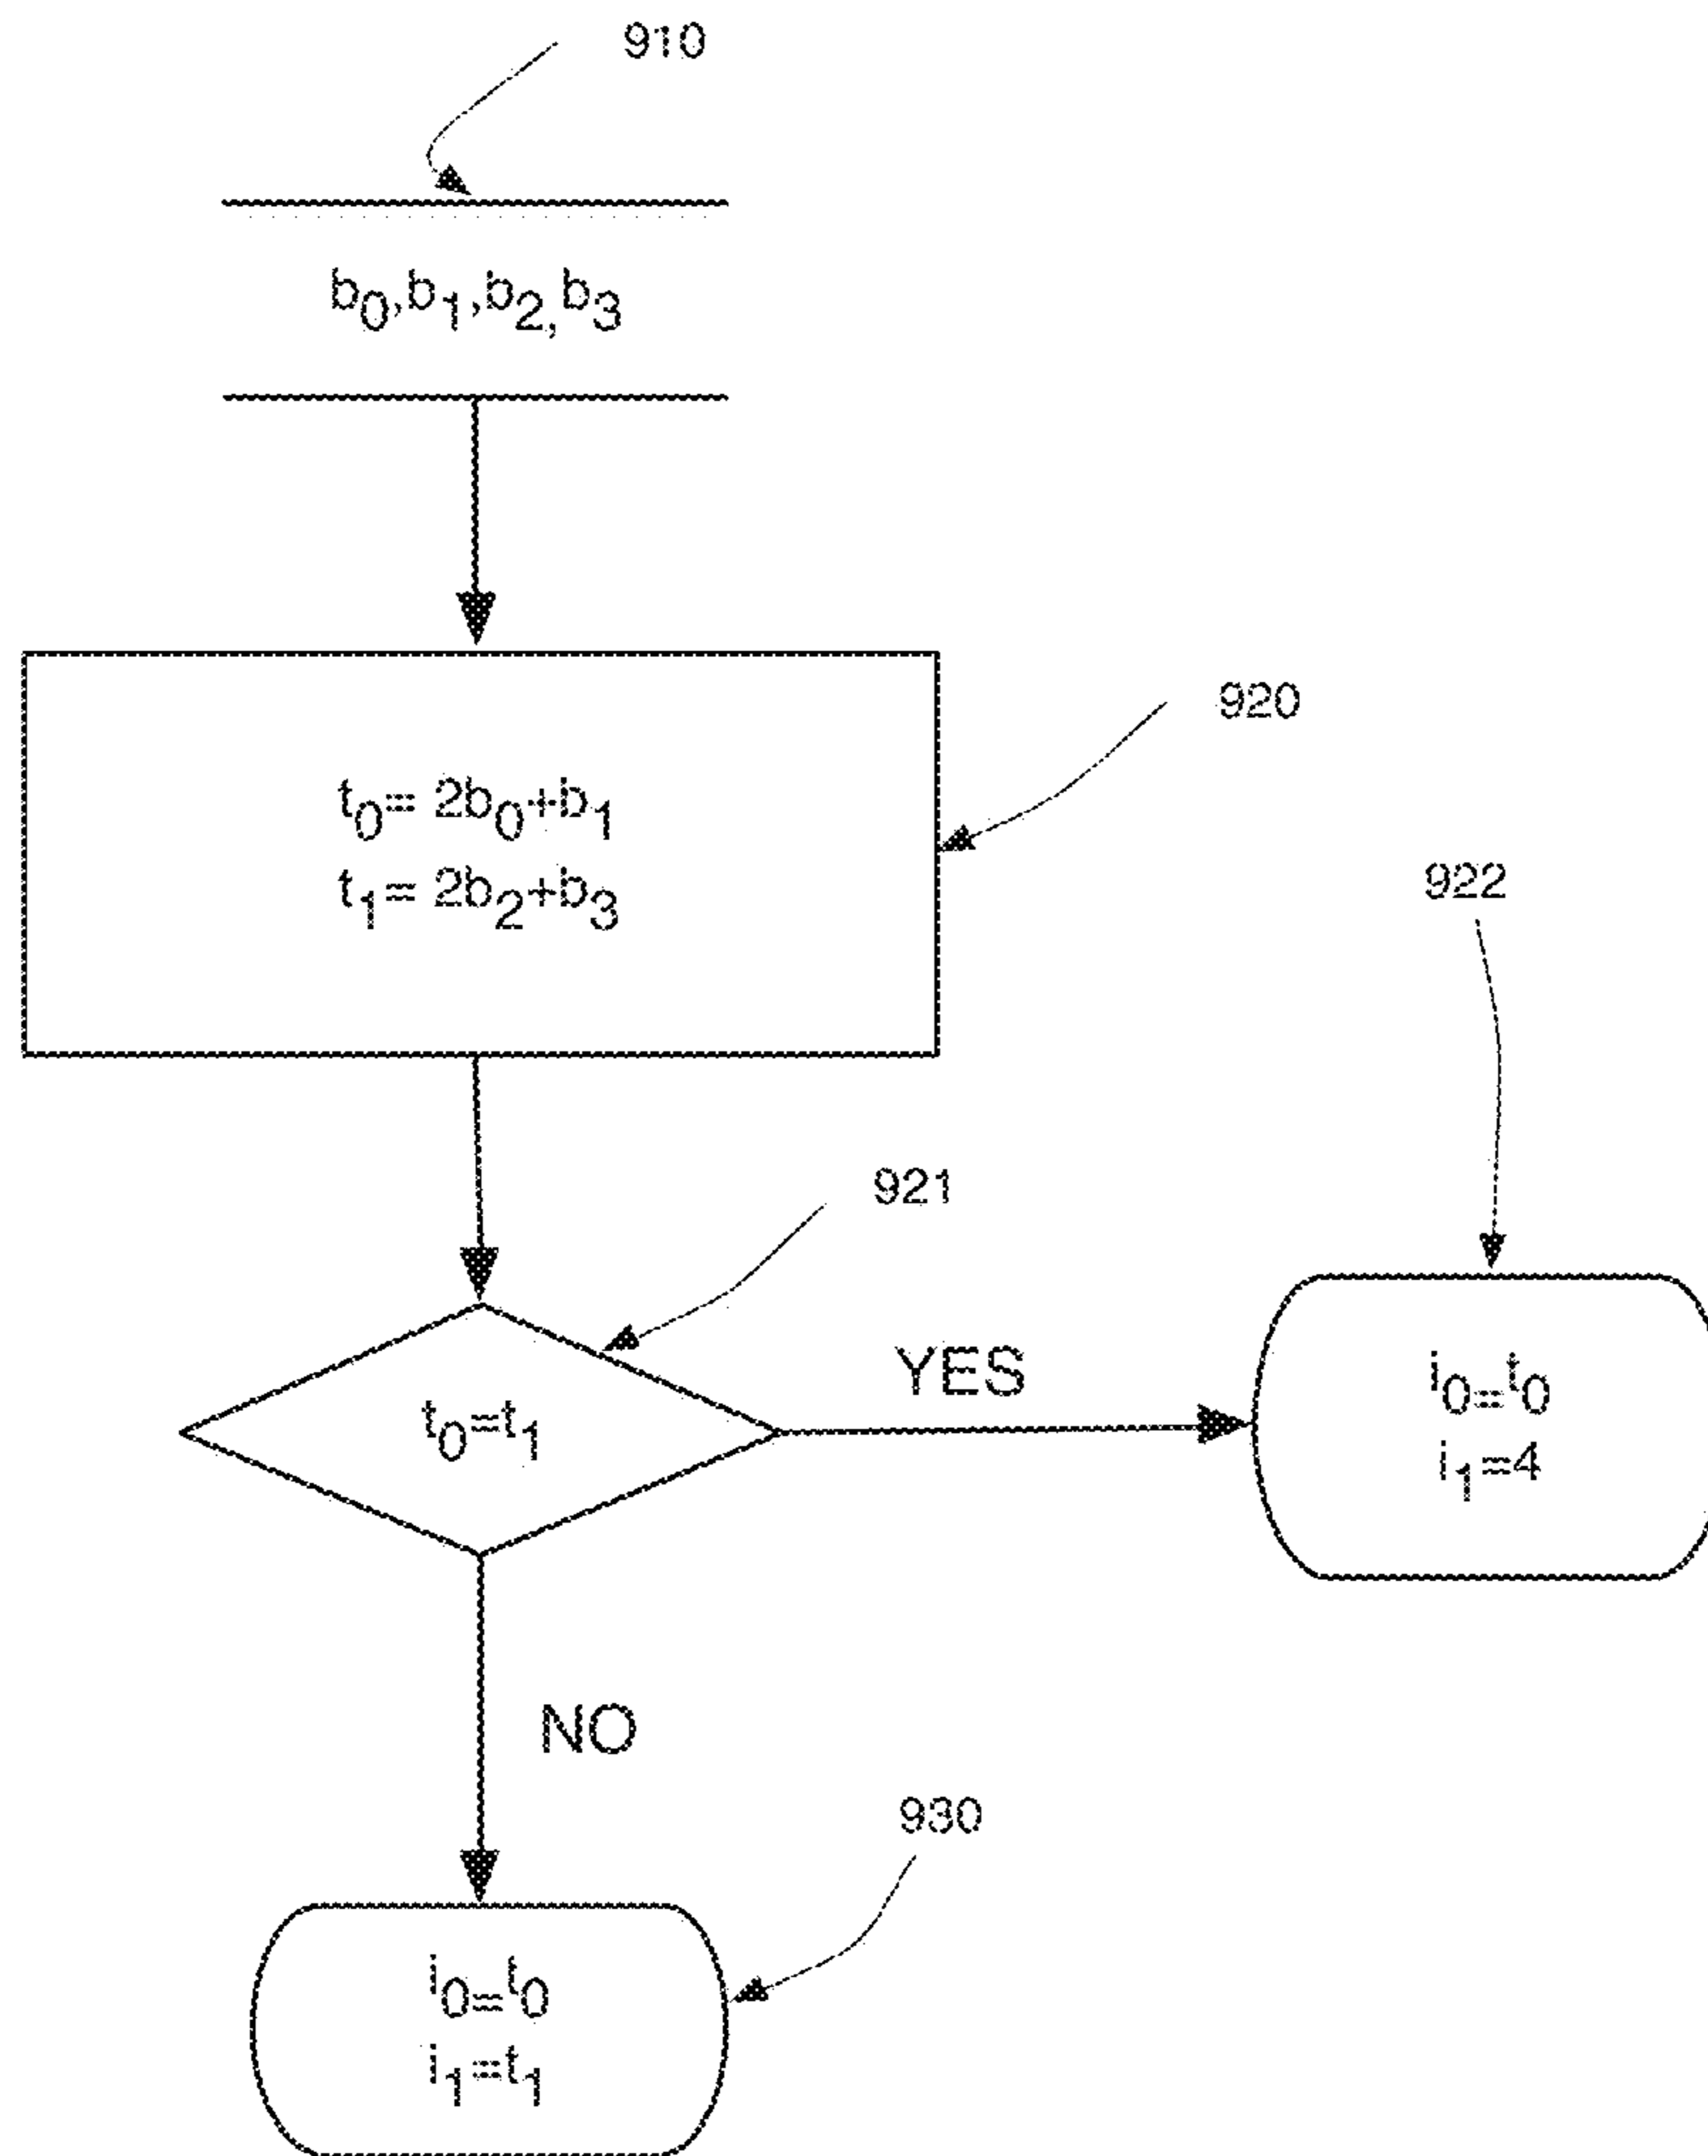 910
b₀,b₁,b₂,b₃
920
t₀= 2b₀+b₁
t₁= 2b₂+b₃
922
921
YES
t₀=t₁
i₀=t₀
i₁=4
NO
930
i₀=t₀
i₁=t₁